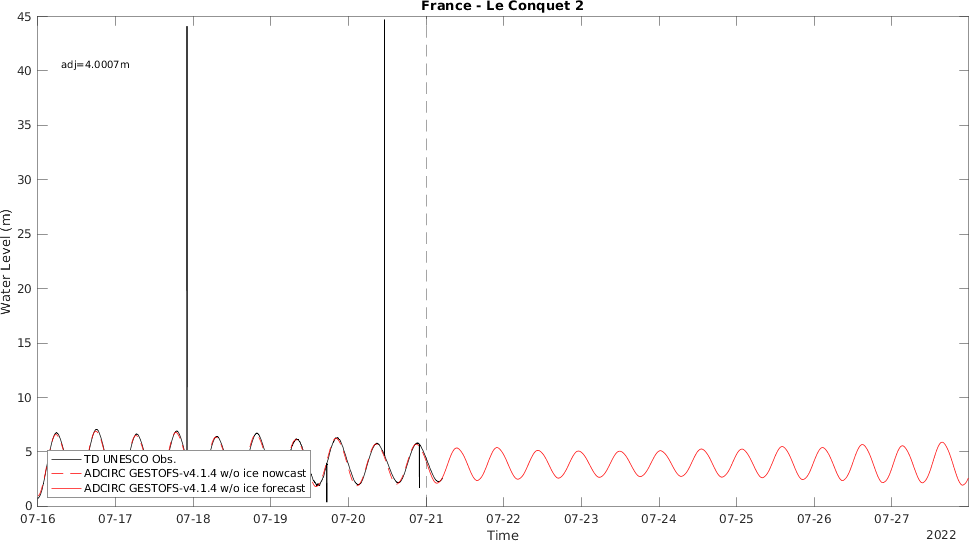 France - Le Conquet 2
45
40
35
30
25
20
15
10
5
0
Water Level (m)
adj=4.0007m
TD UNESCO Obs.
ADCIRC GESTOFS-v4.1.4 w/o ice nowcast
ADCIRC GESTOFS-v4.1.4 w/o ice forecast
07-16 07-17 07-18 07-19 07-20 07-21 07-22 07-23 07-24 07-25 07-26 07-27
Time
2022